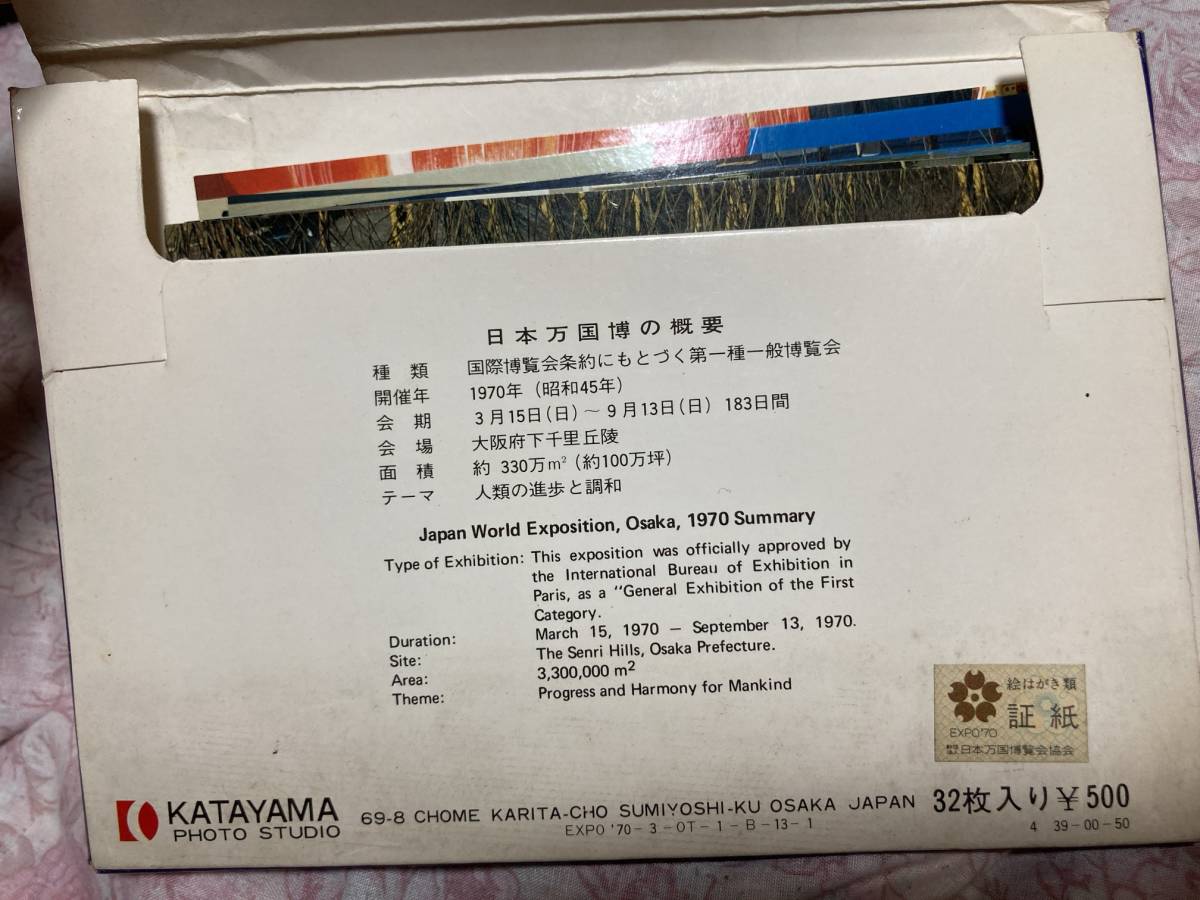 日本万国博の概要
種　類　国際博覧会条約にもとづく第一種一般博覧会
開催年　1970年（昭和45年）
会　期　3月15日(日)〜9月13日(日) 183日間
会　場　大阪府下千里丘陵
面　積　約 330万m²（約100万坪）
テーマ　人類の進歩と調和
Japan World Exposition, Osaka, 1970 Summary
Type of Exhibition: This exposition was officially approved by
the International Bureau of Exhibition in
Paris, as a "General Exhibition of the First
Category.
Duration: March 15, 1970 — September 13, 1970.
Site: The Senri Hills, Osaka Prefecture.
Area: 3,300,000 m²
Theme: Progress and Harmony for Mankind
絵はがき類
証紙
EXPO'70
日本万国博覧会協会
KATAYAMA
PHOTO STUDIO
69-8 CHOME KARITA-CHO SUMIYOSHI-KU OSAKA JAPAN
EXPO '70-3-OT-1-B-13-1
32枚入り¥500
4 39-00-50